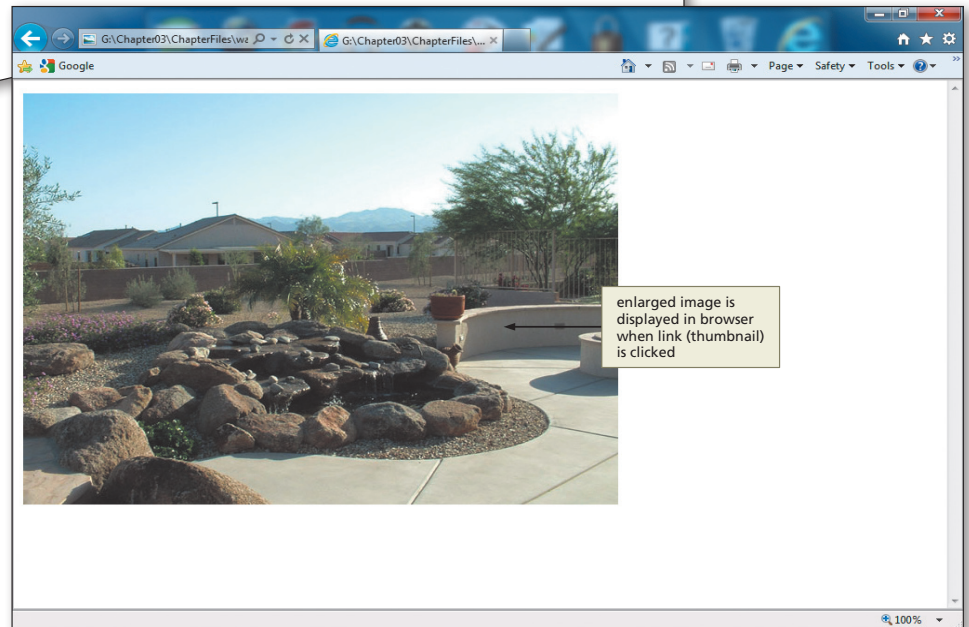 G:\Chapter03\ChapterFiles\wa
G:\Chapter03\ChapterFiles\...
Google
Page
Safety
Tools
enlarged image is
displayed in browser
when link (thumbnail)
is clicked
100%